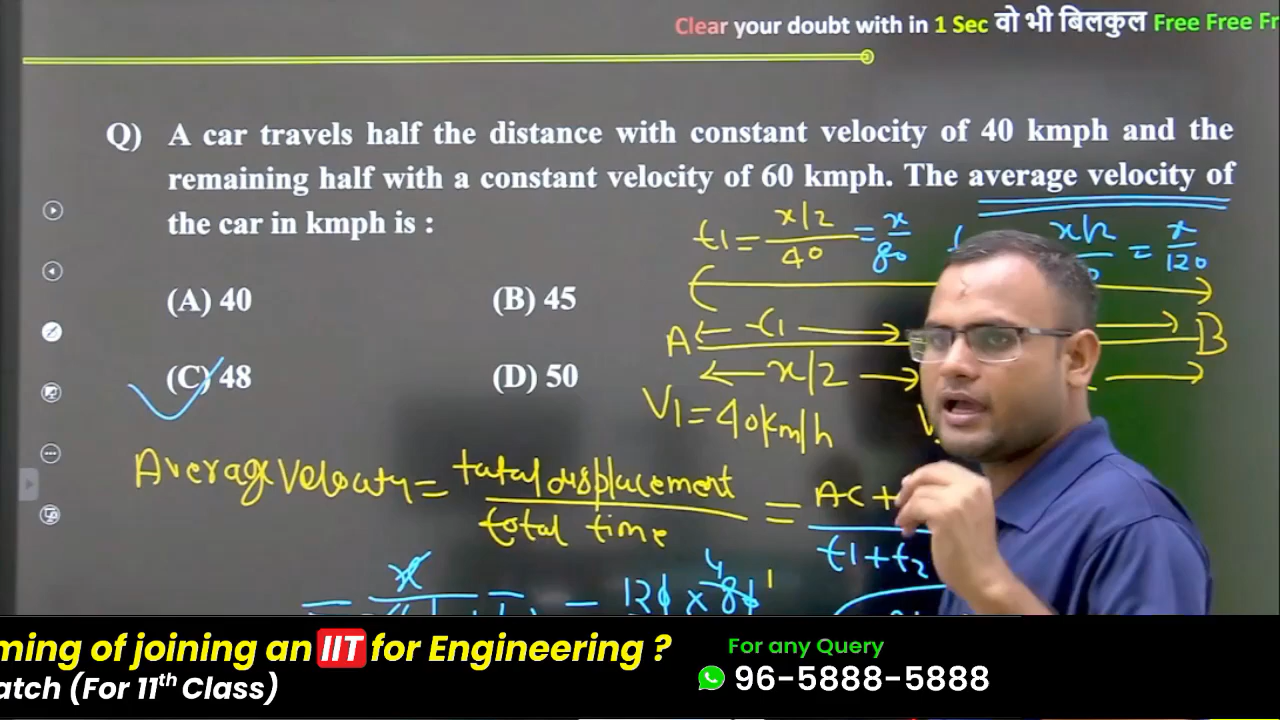 Clear your doubt with in 1 Sec वो भी बिलकुल Free Free Fr
Q) A car travels half the distance with constant velocity of 40 kmph and the
remaining half with a constant velocity of 60 kmph. The average velocity of
the car in kmph is :
t1 = x/2 / 40 = x / 80
x/2 = x / 120
(A) 40 (B) 45
A t1 B
x/2
(C) 48 (D) 50
V1 = 40km/h
Average Velocity = total displacement / total time = AC + / t1 + t2
x
ming of joining an IIT for Engineering ?
atch (For 11th Class)
For any Query
96-5888-5888